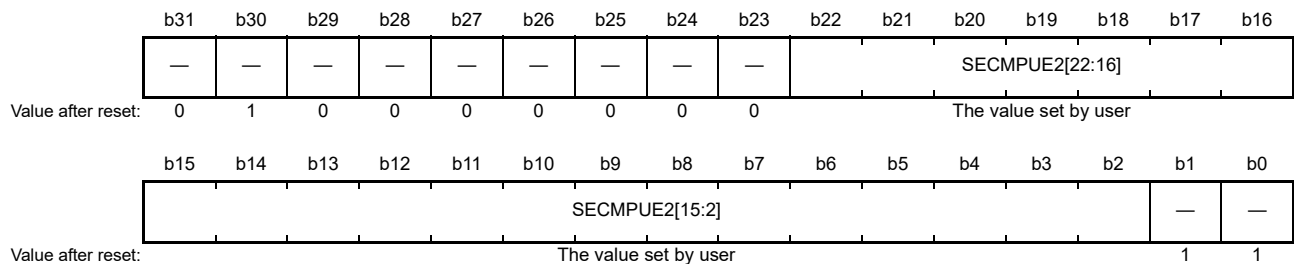 b31 b30 b29 b28 b27 b26 b25 b24 b23 b22 b21 b20 b19 b18 b17 b16
— — — — — — — — — SECMPUE2[22:16]
Value after reset: 0 1 0 0 0 0 0 0 0 The value set by user
b15 b14 b13 b12 b11 b10 b9 b8 b7 b6 b5 b4 b3 b2 b1 b0
SECMPUE2[15:2] — —
Value after reset: The value set by user 1 1